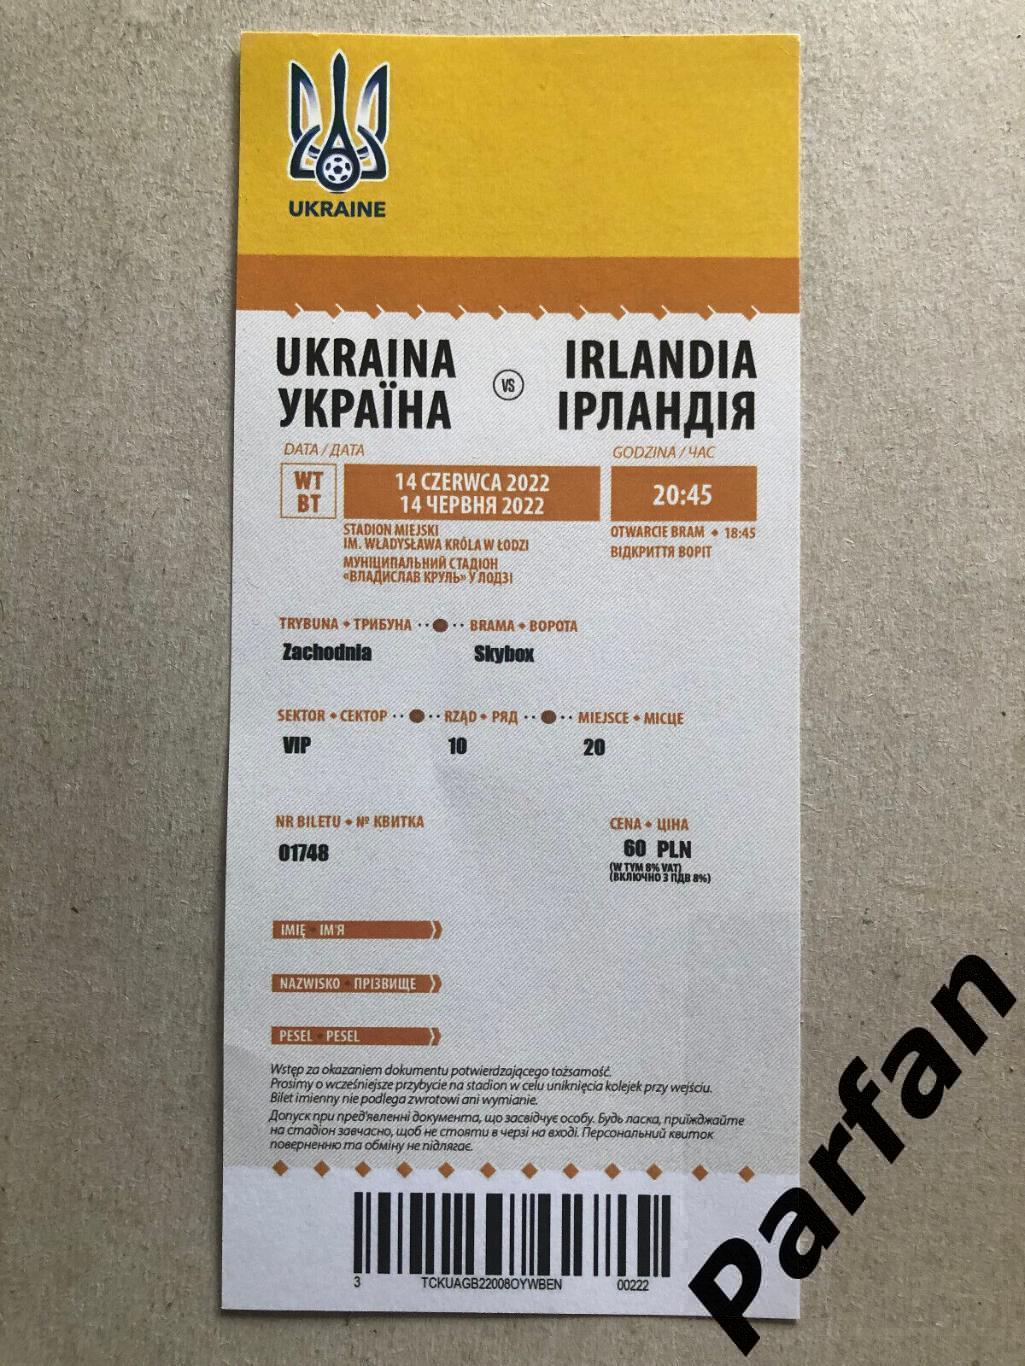 UKRAINE
UKRAINA VS IRLANDIA
УКРАЇНА ІРЛАНДІЯ
DATA / ДАТА GODZINA / ЧАС
WT 14 CZERWCA 2022 20:45
ВТ 14 ЧЕРВНЯ 2022
STADION MIEJSKI OTWARCIE BRAM • 18:45
IM. WŁADYSŁAWA KRÓLA W ŁODZI ВІДКРИТТЯ ВОРІТ
МУНІЦИПАЛЬНИЙ СТАДІОН
«ВЛАДИСЛАВ КРУЛЬ» У ЛОДЗІ
TRYBUNA • ТРИБУНА BRAMA • ВОРОТА
Zachodnia Skybox
SEKTOR • СЕКТОР RZĄD • РЯД MIEJSCE • МІСЦЕ
VIP 10 20
NR BILETU • № КВИТКА CENA • ЦІНА
01748 60 PLN
(W TYM 8% VAT)
(ВКЛЮЧНО З ПДВ 8%)
IMIĘ • ІМ'Я
NAZWISKO • ПРІЗВИЩЕ
PESEL • PESEL
Wstęp za okazaniem dokumentu potwierdzającego tożsamość.
Prosimy o wcześniejsze przybycie na stadion w celu uniknięcia kolejek przy wejściu.
Bilet imienny nie podlega zwrotowi ani wymianie.
Допуск при пред'явленні документа, що засвідчує особу. Будь ласка, приїжджайте
на стадіон завчасно, щоб не стояти в черзі на вході. Персональний квиток
поверненню та обміну не підлягає.
3 TCKUAGB22008OYWBEN 00222
Parfan